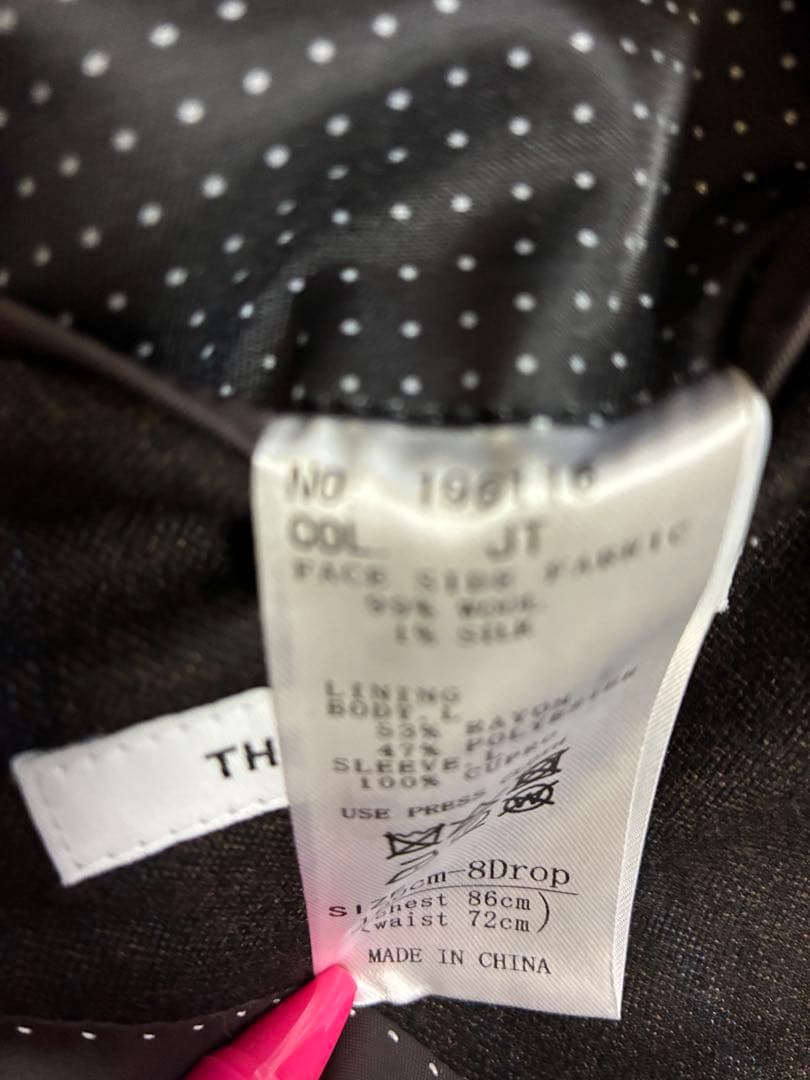 NO 196116
COL. JT
FACE SIDE FABRIC
99% WOOL
1% SILK
LINING
BODY.L
53% RAYON
47% POLYESTER
SLEEVE.L
100% CUPRO
USE PRESS
cm-8Drop
chest 86cm
waist 72cm
MADE IN CHINA
TH